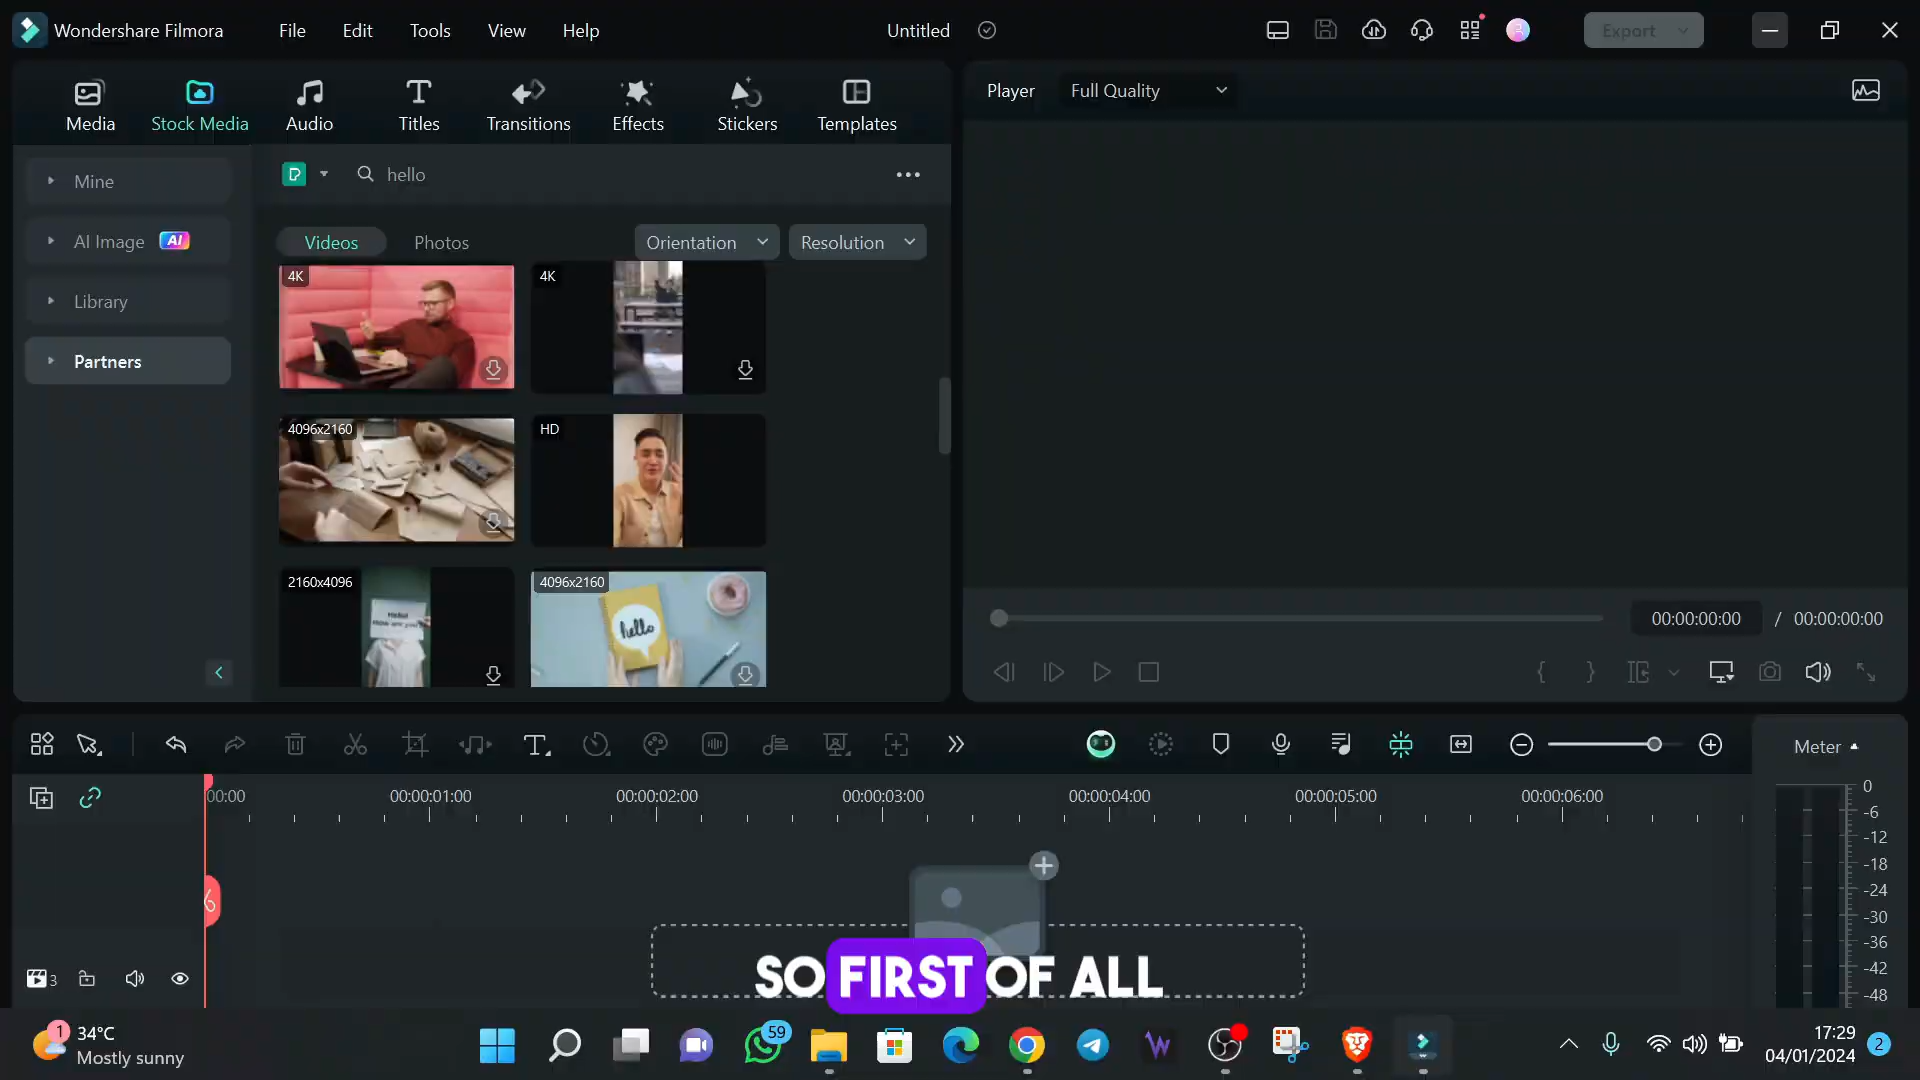 Wondershare Filmora
File Edit Tools View Help
Untitled
Export
Media Stock Media Audio Titles Transitions Effects Stickers Templates
Player Full Quality
Mine
AI Image AI
Library
Partners
hello
Videos Photos Orientation Resolution
4K 4K
4096x2160 HD
2160x4096 4096x2160
Hello!
How are you?
hello
00:00:00:00 / 00:00:00:00
Meter
00:00 00:00:01:00 00:00:02:00 00:00:03:00 00:00:04:00 00:00:05:00 00:00:06:00
0
-6
-12
-18
-24
-30
-36
-42
-48
3
SO FIRST OF ALL
1
34°C
Mostly sunny
59
17:29
04/01/2024
2